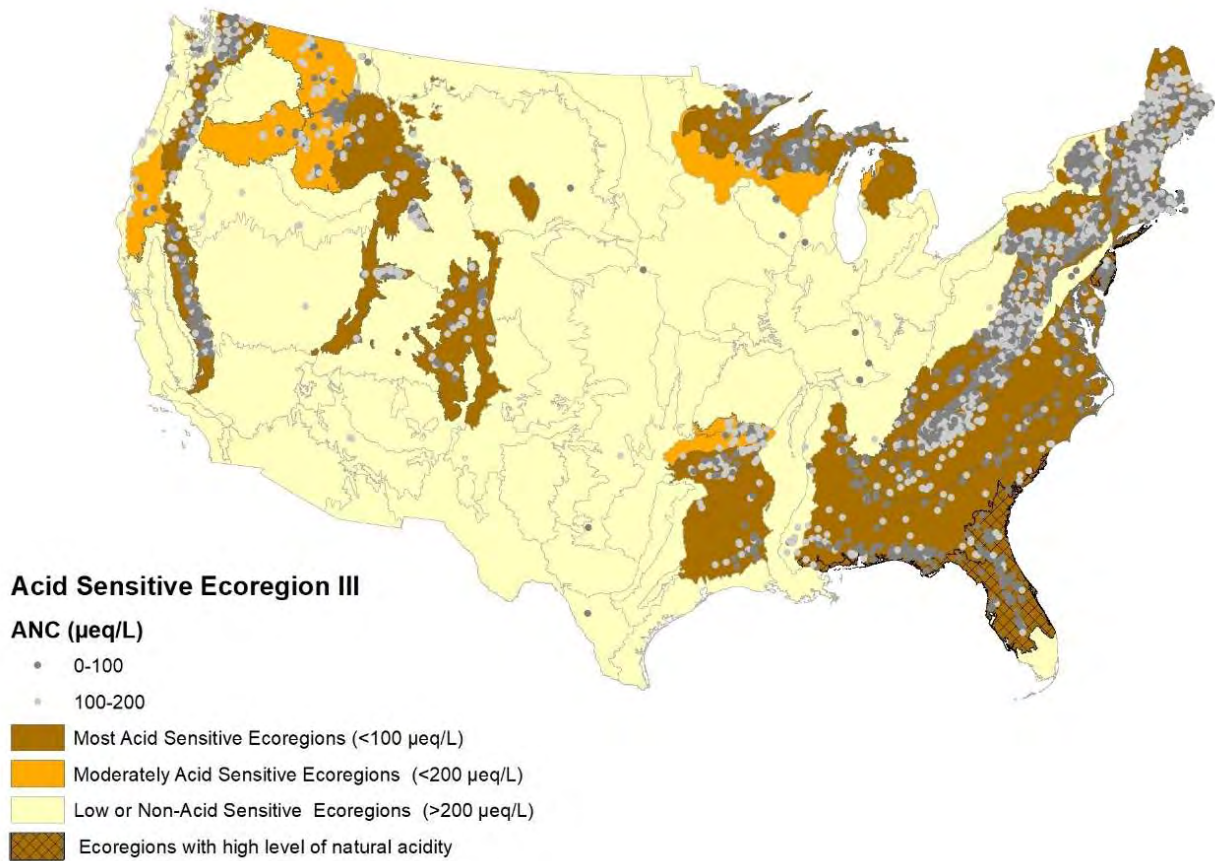 Acid Sensitive Ecoregion III
ANC (µeq/L)
0-100
100-200
Most Acid Sensitive Ecoregions (<100 µeq/L)
Moderately Acid Sensitive Ecoregions (<200 µeq/L)
Low or Non-Acid Sensitive Ecoregions (>200 µeq/L)
Ecoregions with high level of natural acidity